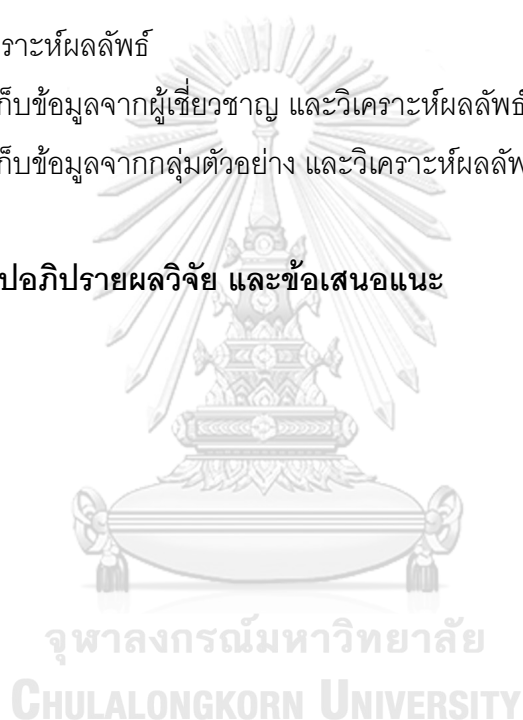 คราะห์ผลลัพธ์
ก็บข้อมูลจากผู้เชี่ยวชาญ และวิเคราะห์ผลลัพธ์
ก็บข้อมูลจากกลุ่มตัวอย่าง และวิเคราะห์ผลลัพ
ปอภิปรายผลวิจัย และข้อเสนอแนะ
จุฬาลงกรณ์มหาวิทยาลัย
CHULALONGKORN UNIVERSITY